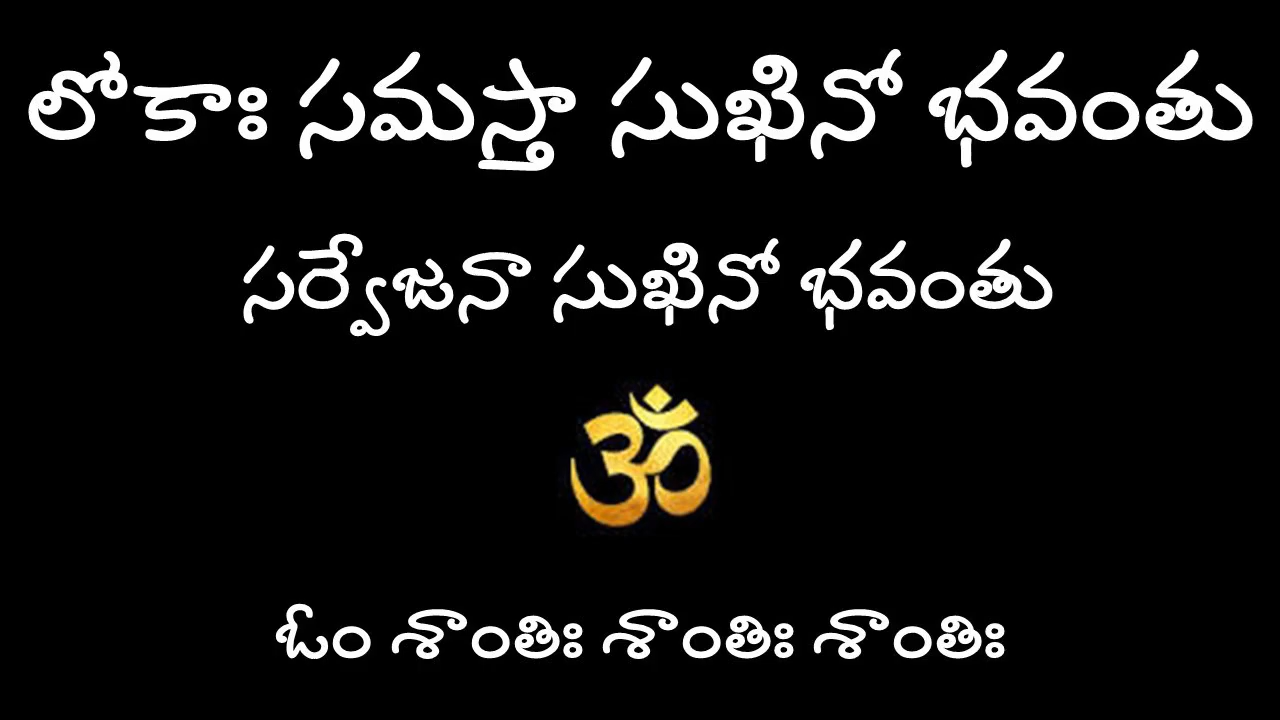 లోకాః సమస్తా సుఖినో భవంతు
సర్వేజనా సుఖినో భవంతు
ॐ
ఓం శాంతిః శాంతిః శాంతిః